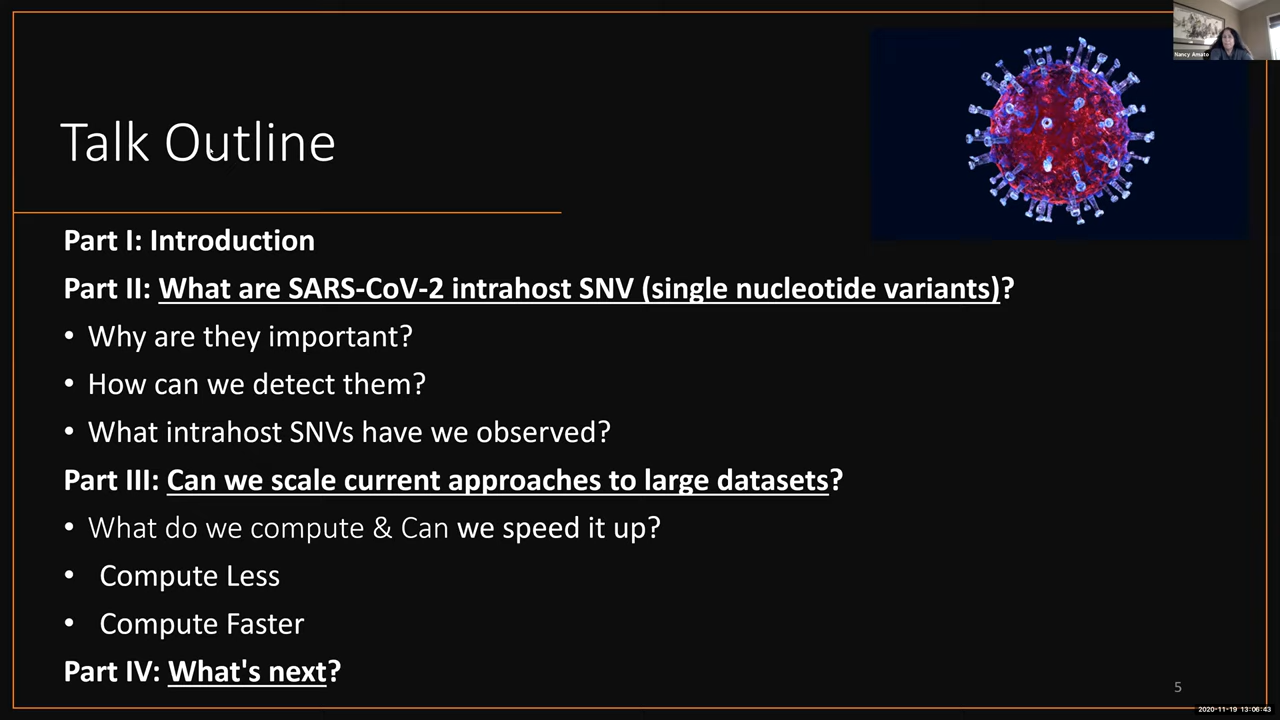 Nancy Amato
Talk Outline
Part I: Introduction
Part II: What are SARS-CoV-2 intrahost SNV (single nucleotide variants)?
• Why are they important?
• How can we detect them?
• What intrahost SNVs have we observed?
Part III: Can we scale current approaches to large datasets?
• What do we compute & Can we speed it up?
• Compute Less
• Compute Faster
Part IV: What's next?
5
2020-11-19 13:06:43